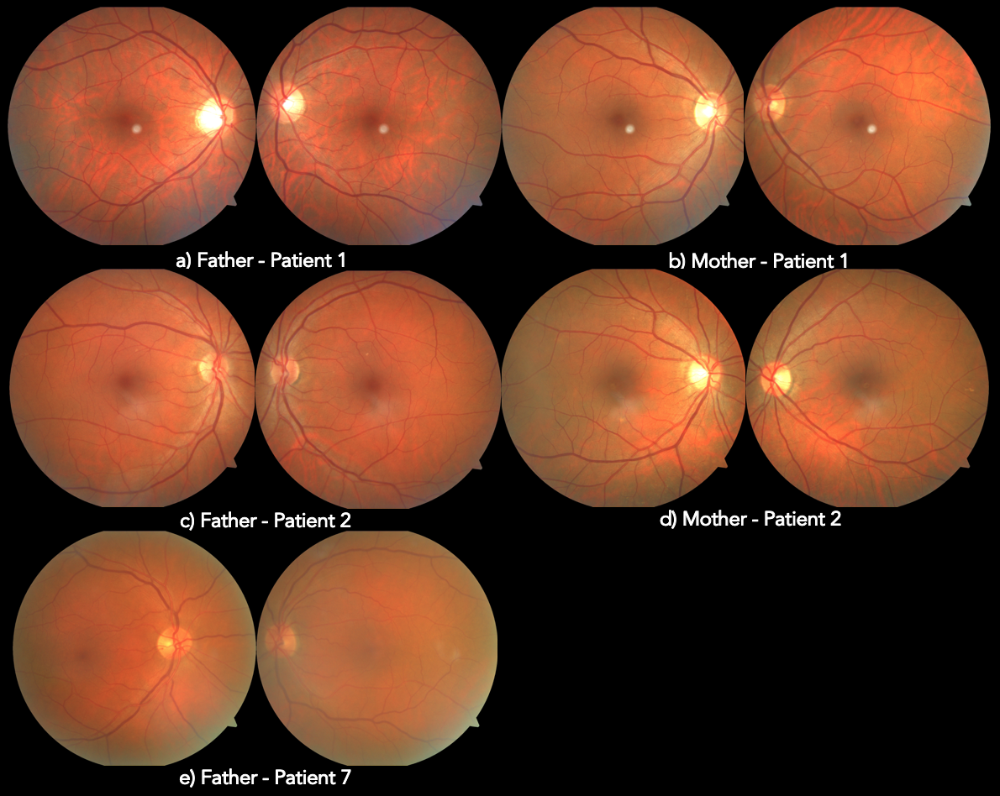 a) Father - Patient 1
b) Mother - Patient 1
c) Father - Patient 2
d) Mother - Patient 2
e) Father - Patient 7